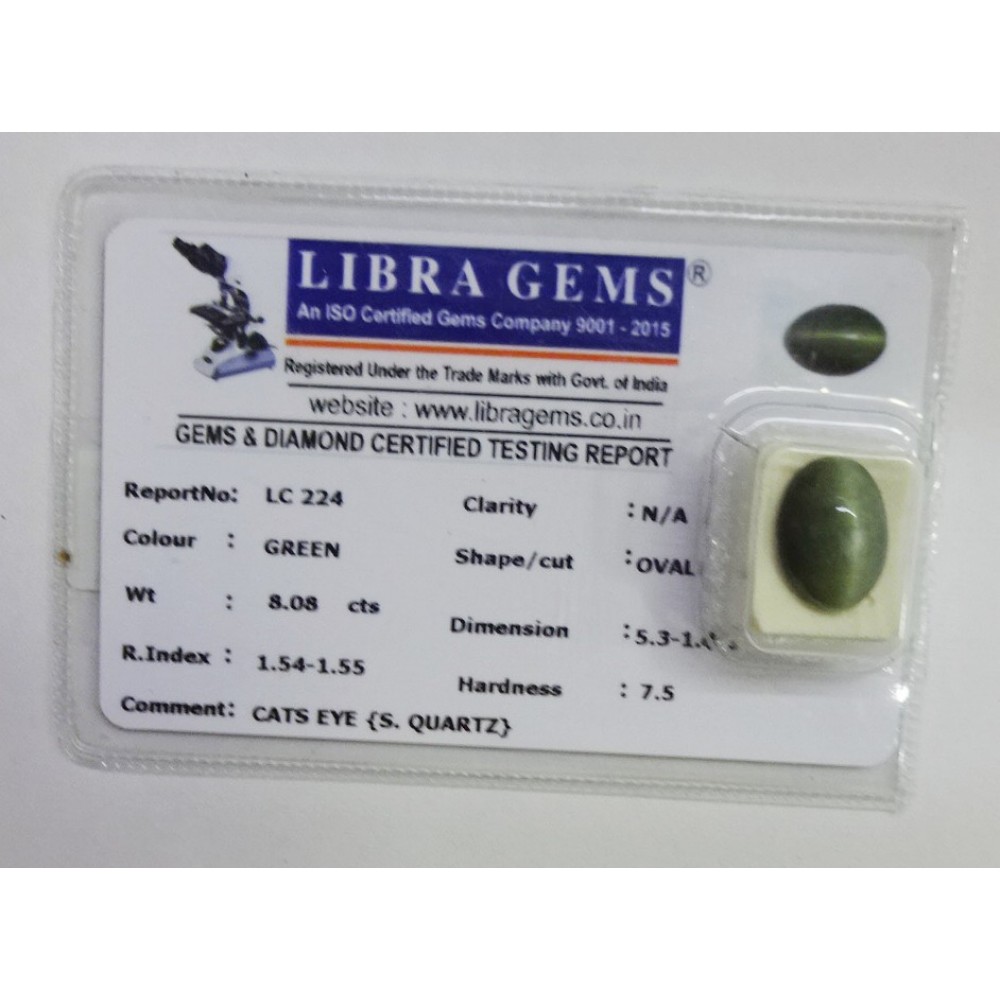 LIBRA GEMS ®
An ISO Certified Gems Company 9001 - 2015
Registered Under the Trade Marks with Govt. of India
website : www.libragems.co.in
GEMS & DIAMOND CERTIFIED TESTING REPORT
ReportNo: LC 224
Colour : GREEN
Wt : 8.08 cts
R.Index : 1.54-1.55
Comment: CATS EYE {S. QUARTZ}
Clarity : N/A
Shape/cut : OVAL
Dimension :
Hardness : 7.5